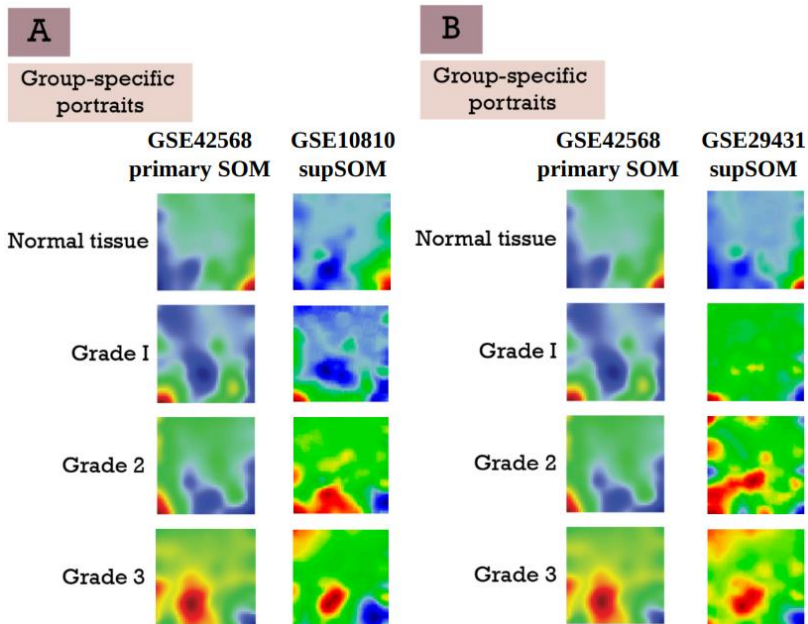 A
Group-specific
portraits
GSE42568
primary SOM
GSE10810
supSOM
Normal tissue
Grade I
Grade 2
Grade 3
B
Group-specific
portraits
GSE42568
primary SOM
GSE29431
supSOM
Normal tissue
Grade I
Grade 2
Grade 3